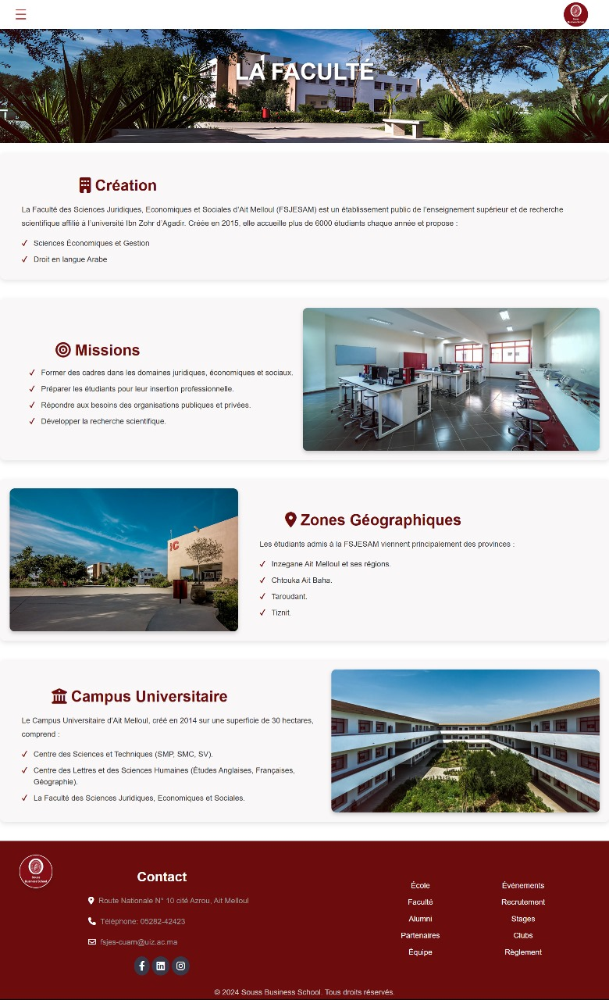 Souss
Business School
LA FACULTÉ
Création
La Faculté des Sciences Juridiques, Economiques et Sociales d'Ait Melloul (FSJESAM) est un établissement public de l'enseignement supérieur et de recherche
scientifique affilié à l'université Ibn Zohr d'Agadir. Créée en 2015, elle accueille plus de 6000 étudiants chaque année et propose :
✓ Sciences Économiques et Gestion
✓ Droit en langue Arabe
Missions
✓ Former des cadres dans les domaines juridiques, économiques et sociaux.
✓ Préparer les étudiants pour leur insertion professionnelle.
✓ Répondre aux besoins des organisations publiques et privées.
✓ Développer la recherche scientifique.
Zones Géographiques
Les étudiants admis à la FSJESAM viennent principalement des provinces :
✓ Inzegane Ait Melloul et ses régions.
✓ Chtouka Ait Baha.
✓ Taroudant.
✓ Tiznit.
Campus Universitaire
Le Campus Universitaire d'Ait Melloul, créé en 2014 sur une superficie de 30 hectares,
comprend :
✓ Centre des Sciences et Techniques (SMP, SMC, SV).
✓ Centre des Lettres et des Sciences Humaines (Études Anglaises, Françaises,
Géographie).
✓ La Faculté des Sciences Juridiques, Economiques et Sociales.
Souss
Business School
Contact
Route Nationale N° 10 cité Azrou, Ait Melloul
Téléphone: 05282-42423
fsjes-cuam@uiz.ac.ma
École
Faculté
Alumni
Partenaires
Équipe
Événements
Recrutement
Stages
Clubs
Règlement
© 2024 Souss Business School. Tous droits réservés.